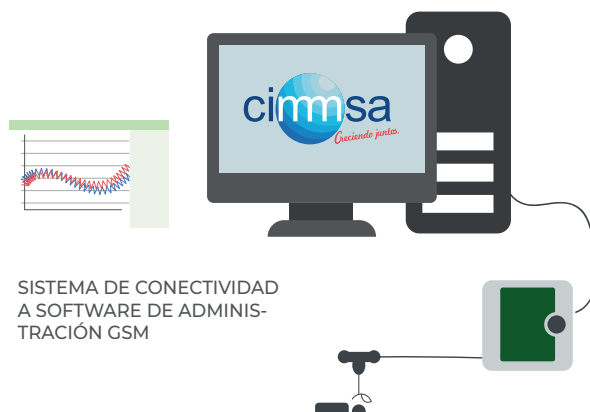 cimmsa
Creciendo juntos.
SISTEMA DE CONECTIVIDAD
A SOFTWARE DE ADMINIS-
TRACIÓN GSM